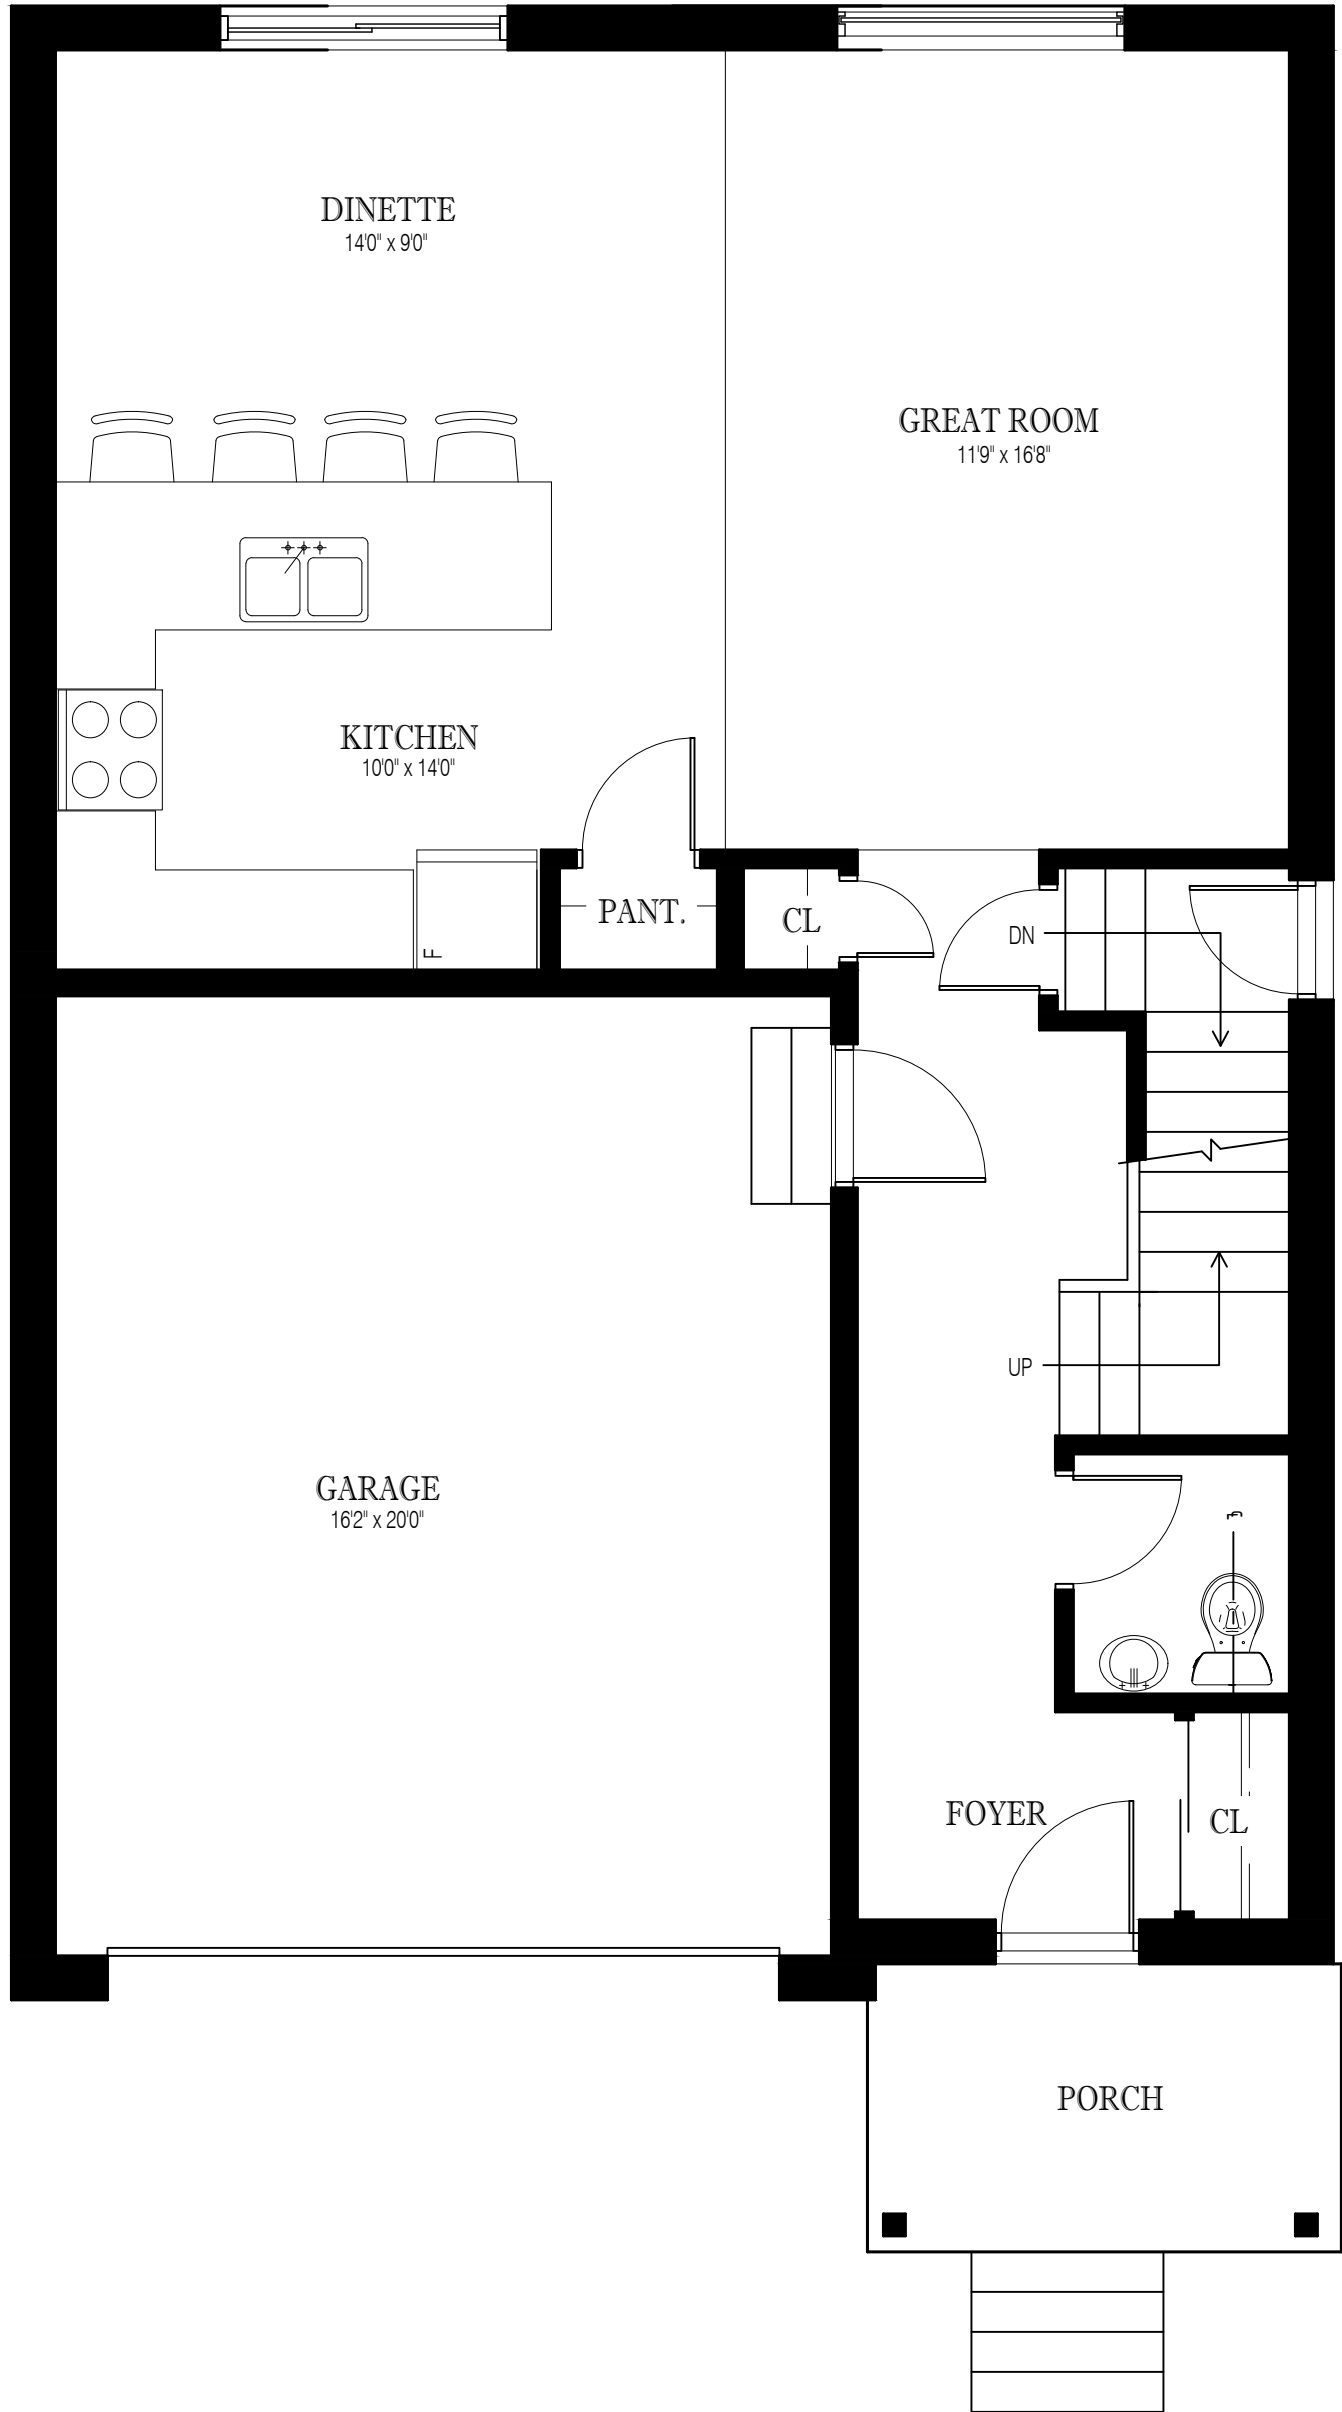 DINETTE
14'0" x 9'0"
GREAT ROOM
11'9" x 16'8"
KITCHEN
10'0" x 14'0"
PANT.
CL
DN
F
UP
GARAGE
16'2" x 20'0"
FOYER
CL
PORCH